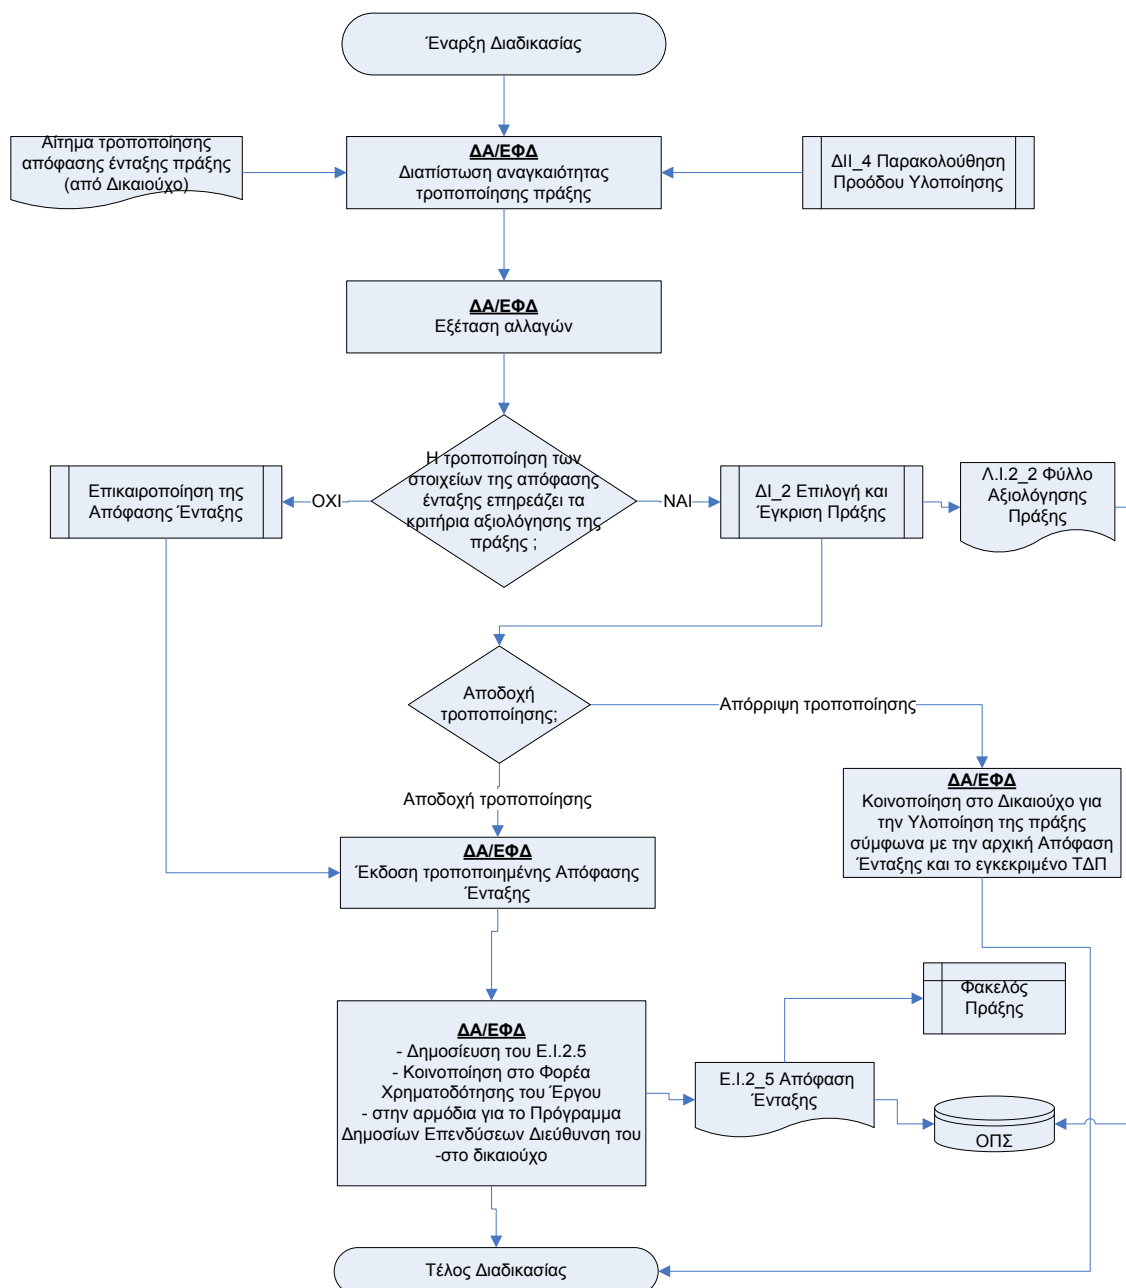 Έναρξη Διαδικασίας
Αίτημα τροποποίησης
απόφασης ένταξης πράξης
(από Δικαιούχο)
ΔΑ/ΕΦΔ
Διαπίστωση αναγκαιότητας
τροποποίησης πράξης
ΔΙΙ_4 Παρακολούθηση
Προόδου Υλοποίησης
ΔΑ/ΕΦΔ
Εξέταση αλλαγών
Η τροποποίηση των
στοιχείων της απόφασης
ένταξης επηρεάζει τα
κριτήρια αξιολόγησης της
πράξης ;
ΟΧΙ
Επικαιροποίηση της
Απόφασης Ένταξης
ΝΑΙ
ΔΙ_2 Επιλογή και
Έγκριση Πράξης
Λ.Ι.2_2 Φύλλο
Αξιολόγησης
Πράξης
Αποδοχή
τροποποίησης;
Απόρριψη τροποποίησης
Αποδοχή τροποποίησης
ΔΑ/ΕΦΔ
Κοινοποίηση στο Δικαιούχο για
την Υλοποίηση της πράξης
σύμφωνα με την αρχική Απόφαση
Ένταξης και το εγκεκριμένο ΤΔΠ
ΔΑ/ΕΦΔ
Έκδοση τροποποιημένης Απόφασης
Ένταξης
Φακελός
Πράξης
ΔΑ/ΕΦΔ
- Δημοσίευση του Ε.Ι.2.5
- Κοινοποίηση στο Φορέα
Χρηματοδότησης του Έργου
- στην αρμόδια για το Πρόγραμμα
Δημοσίων Επενδύσεων Διεύθυνση του
-στο δικαιούχο
Ε.Ι.2_5 Απόφαση
Ένταξης
ΟΠΣ
Τέλος Διαδικασίας